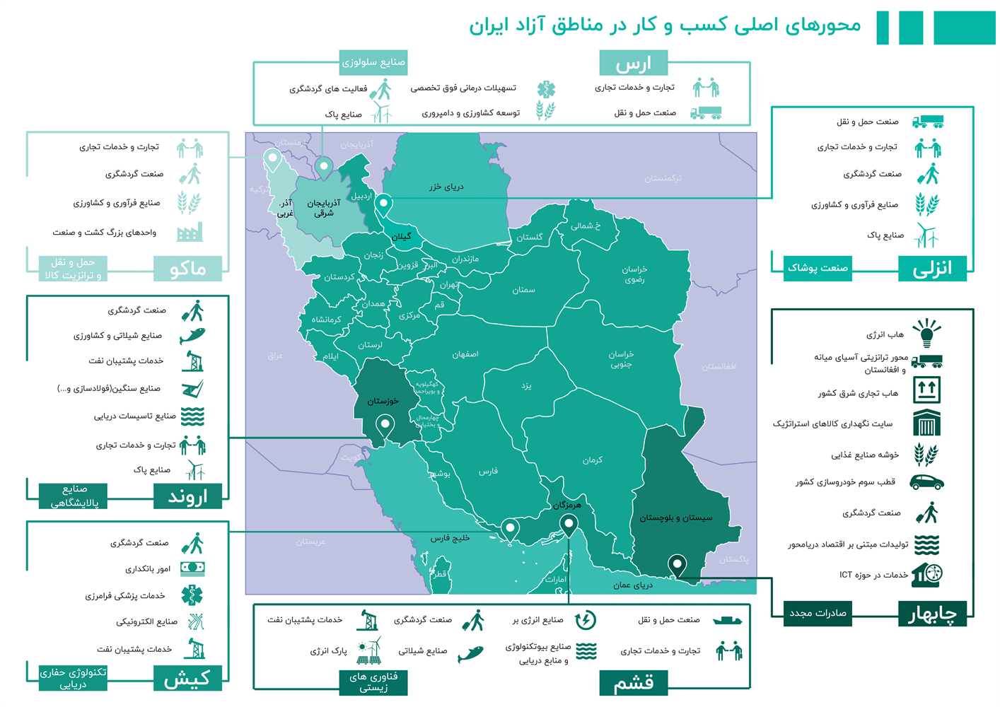 محورهای اصلی کسب و کار در مناطق آزاد ایران
ارس
صنایع سلولوزی
تجارت و خدمات تجاری
تسهیلات درمانی فوق تخصصی
فعالیت های گردشگری
صنعت حمل و نقل
توسعه کشاورزی و دامپروری
صنایع پاک
صنعت حمل و نقل
تجارت و خدمات تجاری
صنعت گردشگری
صنایع فرآوری و کشاورزی
صنایع پاک
انزلی
صنعت پوشاک
هاب انرژی
محور ترانزیتی آسیای میانه
و افغانستان
هاب تجاری شرق کشور
سایت نگهداری کالاهای استراتژیک
خوشه صنایع غذایی
قطب سوم خودروسازی کشور
صنعت گردشگری
تولیدات مبتنی بر اقتصاد دریامحور
خدمات در حوزه ICT
چابهار
صادرات مجدد
ارمنستان
آذربایجان
ترکیه
ترکمنستان
دریای خزر
آذر.
غربی
آذربایجان
شرقی
اردبیل
گیلان
زنجان
قزوین
البرز
مازندران
گلستان
خ.شمالی
خراسان
رضوی
کردستان
تهران
سمنان
همدان
قم
مرکزی
کرمانشاه
لرستان
ایلام
اصفهان
خراسان
جنوبی
عراق
افغانستان
یزد
کهگیلویه
و بویراحمد
خوزستان
چهارمحال
و بختیاری
کویت
بوشهر
فارس
کرمان
هرمزگان
سیستان و بلوچستان
خلیج فارس
عربستان
پاکستان
قطر
امارات
دریای عمان
تجارت و خدمات تجاری
صنعت گردشگری
صنایع فرآوری و کشاورزی
واحدهای بزرگ کشت و صنعت
ماکو
حمل و نقل
و ترانزیت کالا
صنعت گردشگری
صنایع شیلاتی و کشاورزی
خدمات پشتیبان نفت
صنایع سنگین(فولادسازی و...)
صنایع تاسیسات دریایی
تجارت و خدمات تجاری
صنایع پاک
اروند
صنایع
پالایشگاهی
صنعت گردشگری
امور بانکداری
خدمات پزشکی فرامرزی
صنایع الکترونیکی
خدمات پشتیبان نفت
کیش
تکنولوژی حفاری
دریایی
صنعت حمل و نقل
صنایع انرژی بر
صنعت گردشگری
خدمات پشتیبان نفت
تجارت و خدمات تجاری
صنایع بیوتکنولوژی
و منابع دریایی
صنایع شیلاتی
پارک انرژی
قشم
فناوری های
زیستی